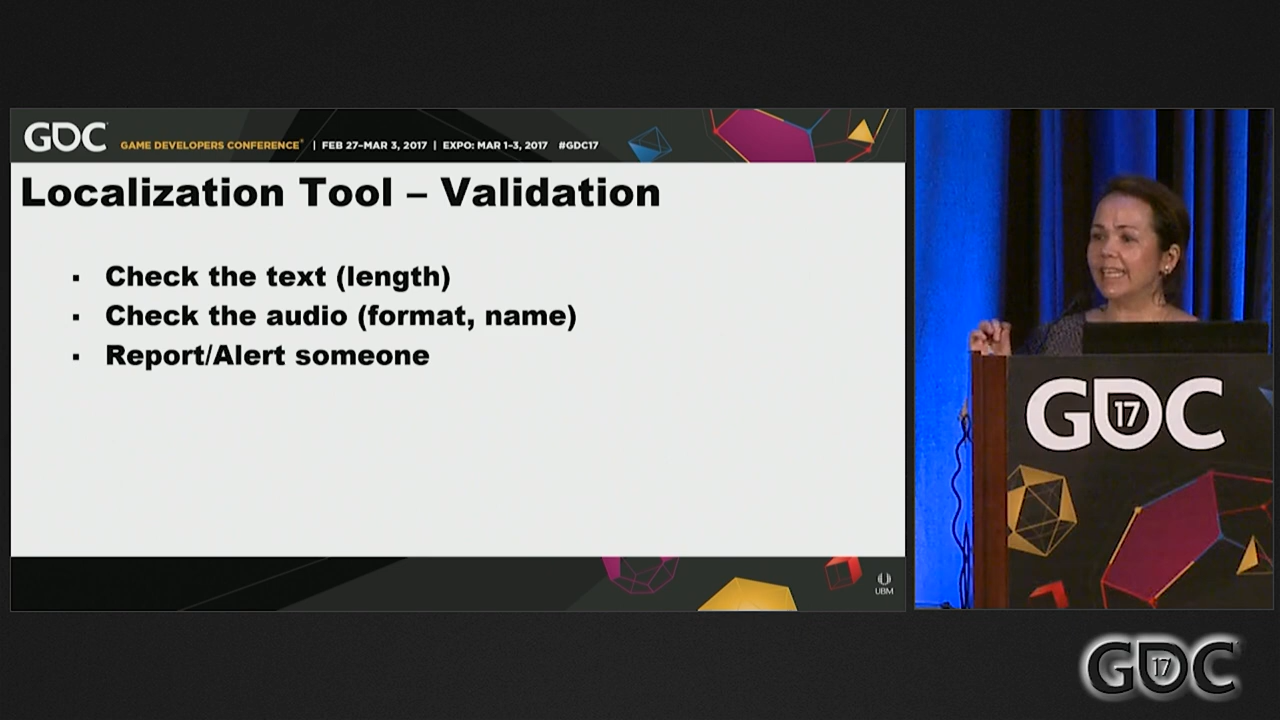 GDC
GAME DEVELOPERS CONFERENCE® | FEB 27–MAR 3, 2017 | EXPO: MAR 1–3, 2017 #GDC17
Localization Tool – Validation
▪ Check the text (length)
▪ Check the audio (format, name)
▪ Report/Alert someone
UBM
GDC
17
GDC
17